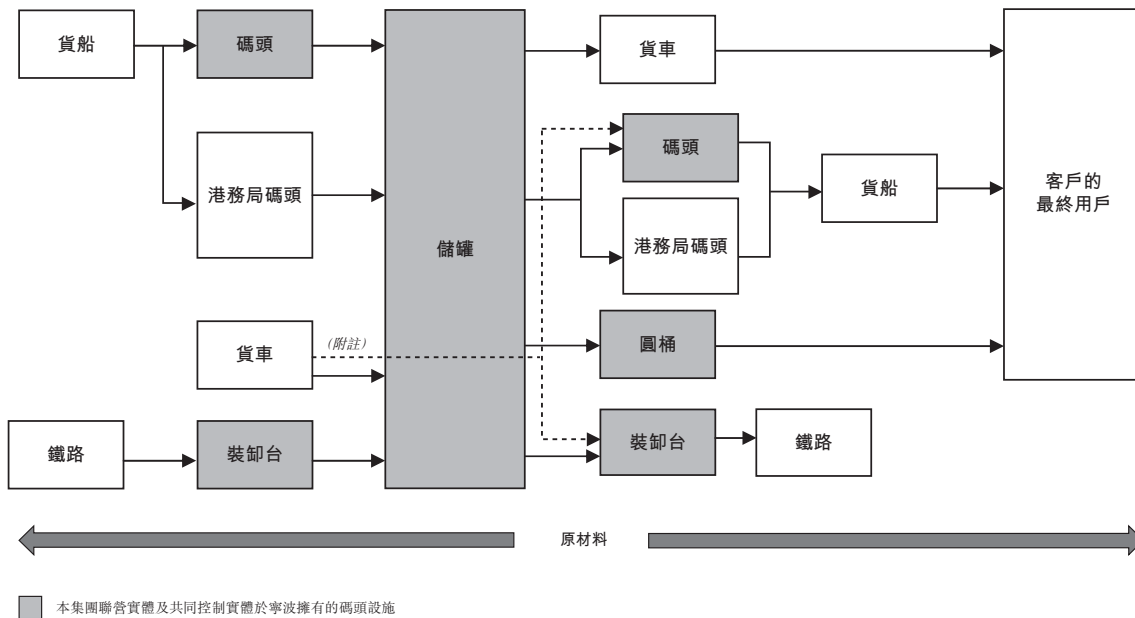 貨船
碼頭
貨車
碼頭
港務局碼頭
貨船
客戶的
最終用戶
港務局碼頭
儲罐
貨車
(附註)
圓桶
鐵路
裝卸台
裝卸台
鐵路
原材料
本集團聯營實體及共同控制實體於寧波擁有的碼頭設施